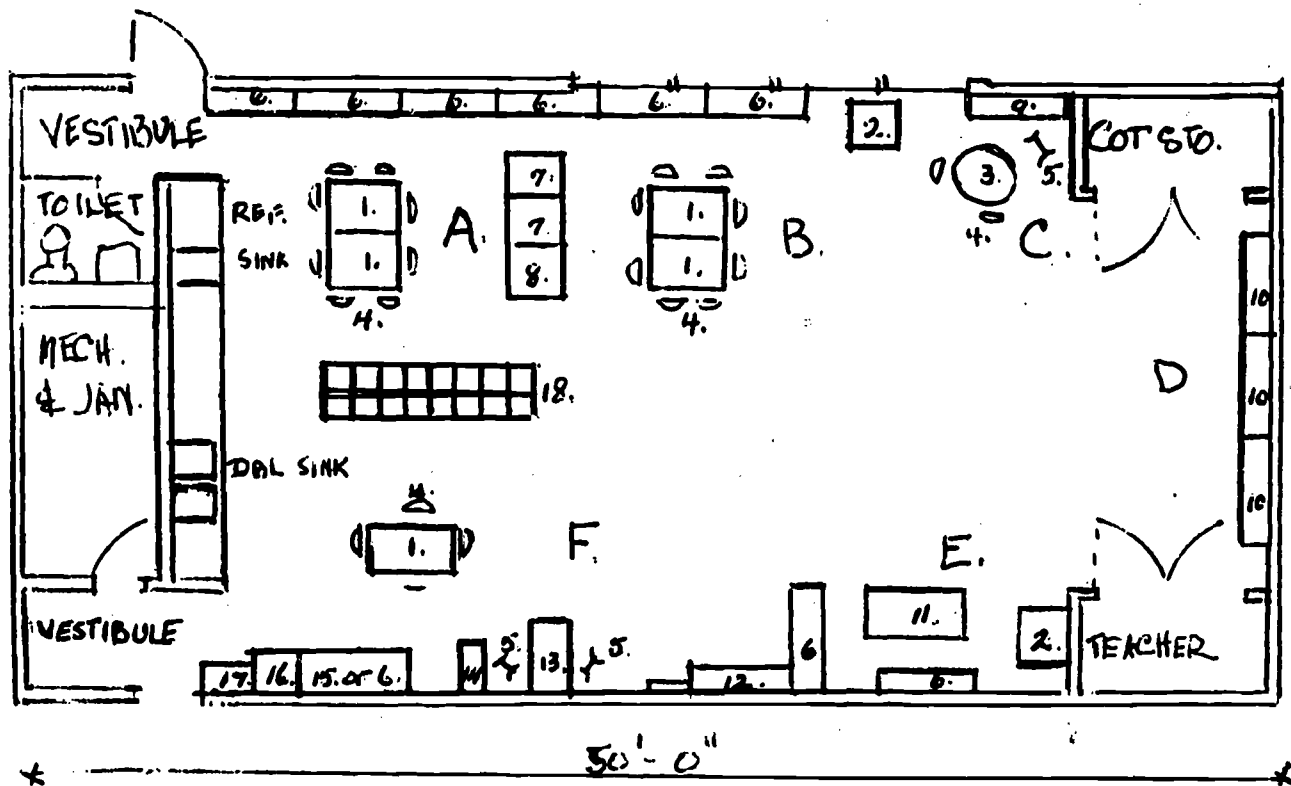 6. 6. 6. 6. 6. 6. 9.
VESTIBULE
2.
COT STO.
TOILET
REF.
SINK
1. 1.
A.
7. 7 8.
1. 1.
B.
3.
5.
4.
C.
4.
4.
10
10
10
D
MECH.
& JAN.
18.
DBL SINK
1.
F.
E.
11.
VESTIBULE
17. 16. 15. or 6.
5.
13.
5.
12.
6
6.
2.
TEACHER
50'-0"